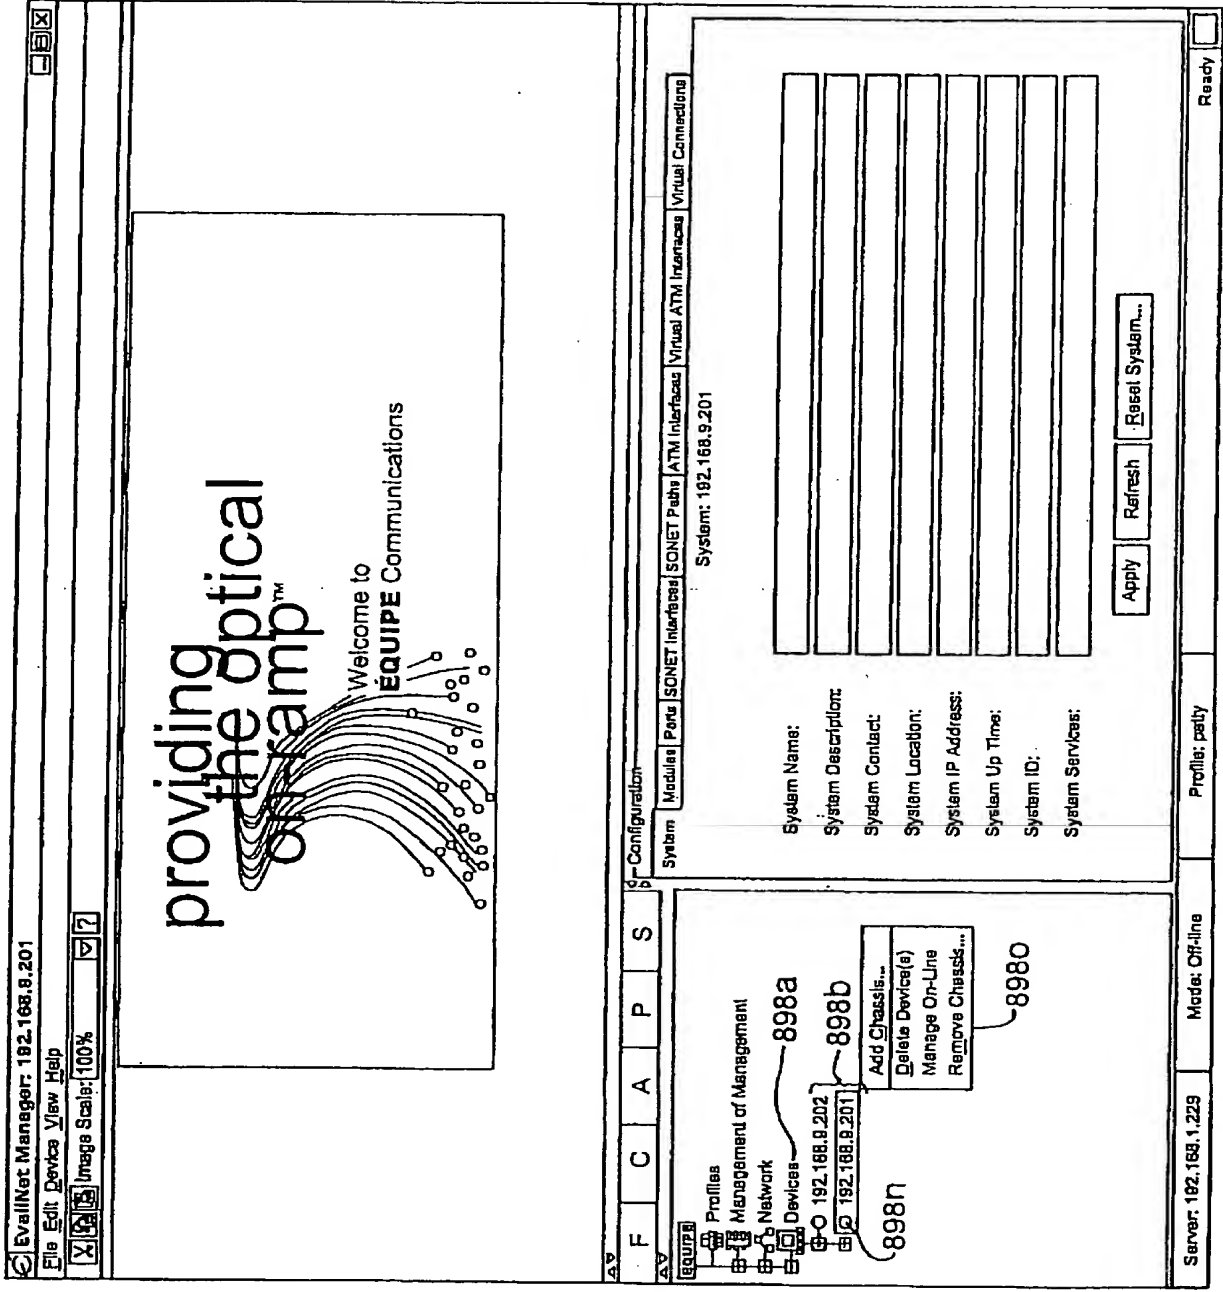 EvaliNet Manager: 192.168.9.201
File Edit Device View Help
Image Scale: 100% ?
providing
the optical
on-ramp™
Welcome to
EQUIPE Communications
F C A P S
EQUIPE
Profiles
Management of Management
Network
Devices
192.168.9.202
192.168.9.201
898a
898b
898n
Add Chassis...
Delete Device(s)
Manage On-Line
Remove Chassis...
898o
Configuration
System Modules Ports SONET Interfaces SONET Paths ATM Interfaces Virtual ATM Interfaces Virtual Connections
System: 192.168.9.201
System Name:
System Description:
System Contact:
System Location:
System IP Address:
System Up Time:
System ID:
System Services:
Apply Refresh Reset System...
Server: 192.168.1.229 Mode: Off-line Profile: patty Ready